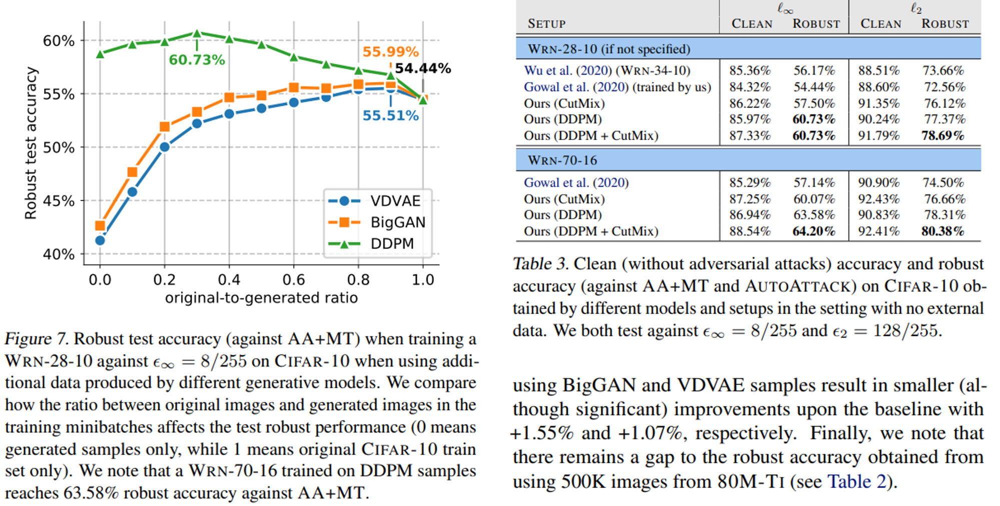 60%
55%
50%
45%
40%
Robust test accuracy
60.73%
55.99%
54.44%
55.51%
VDVAE
BigGAN
DDPM
0.0 0.2 0.4 0.6 0.8 1.0
original-to-generated ratio
Figure 7. Robust test accuracy (against AA+MT) when training a
WRN-28-10 against ϵ∞ = 8/255 on CIFAR-10 when using addi-
tional data produced by different generative models. We compare
how the ratio between original images and generated images in the
training minibatches affects the test robust performance (0 means
generated samples only, while 1 means original CIFAR-10 train
set only). We note that a WRN-70-16 trained on DDPM samples
reaches 63.58% robust accuracy against AA+MT.
ℓ∞ ℓ2
SETUP CLEAN ROBUST CLEAN ROBUST
WRN-28-10 (if not specified)
Wu et al. (2020) (WRN-34-10) 85.36% 56.17% 88.51% 73.66%
Gowal et al. (2020) (trained by us) 84.32% 54.44% 88.60% 72.56%
Ours (CutMix) 86.22% 57.50% 91.35% 76.12%
Ours (DDPM) 85.97% 60.73% 90.24% 77.37%
Ours (DDPM + CutMix) 87.33% 60.73% 91.79% 78.69%
WRN-70-16
Gowal et al. (2020) 85.29% 57.14% 90.90% 74.50%
Ours (CutMix) 87.25% 60.07% 92.43% 76.66%
Ours (DDPM) 86.94% 63.58% 90.83% 78.31%
Ours (DDPM + CutMix) 88.54% 64.20% 92.41% 80.38%
Table 3. Clean (without adversarial attacks) accuracy and robust
accuracy (against AA+MT and AUTOATTACK) on CIFAR-10 ob-
tained by different models and setups in the setting with no external
data. We both test against ϵ∞ = 8/255 and ϵ2 = 128/255.
using BigGAN and VDVAE samples result in smaller (al-
though significant) improvements upon the baseline with
+1.55% and +1.07%, respectively. Finally, we note that
there remains a gap to the robust accuracy obtained from
using 500K images from 80M-TI (see Table 2).